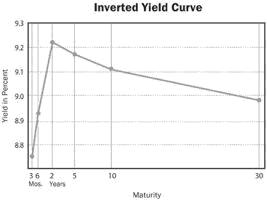 Inverted Yield Curve
9.3
9.2
9.1
9.0
8.9
8.8
Yield in Percent
3 6 2 5 10 30
Mos. Years
Maturity